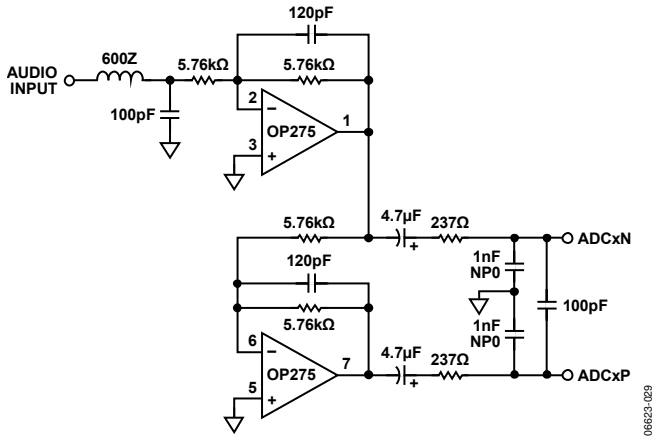 120pF
600Z
5.76kΩ
5.76kΩ
AUDIO
INPUT
100pF
2
–
OP275
1
3
+
5.76kΩ
4.7µF
+
237Ω
ADCxN
120pF
1nF
NP0
5.76kΩ
100pF
1nF
NP0
6
–
OP275
7
5
+
4.7µF
+
237Ω
ADCxP
06623-029